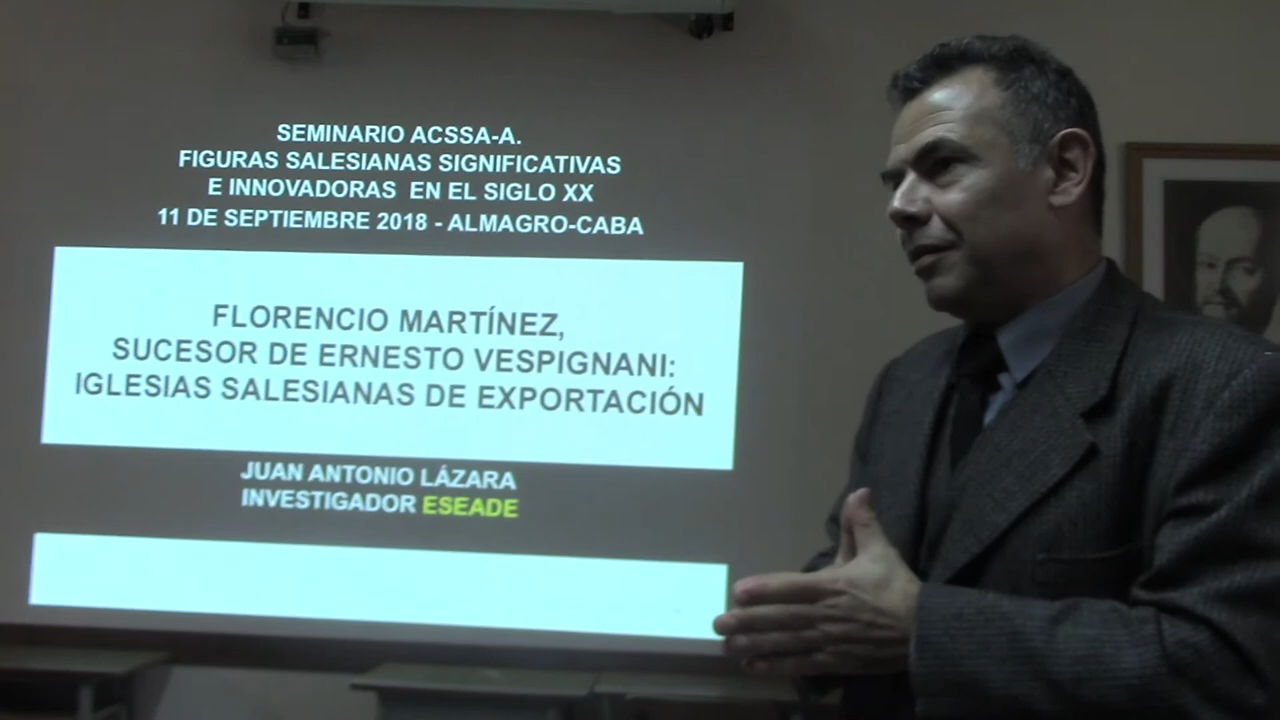 SEMINARIO ACSSA-A.
FIGURAS SALESIANAS SIGNIFICATIVAS
E INNOVADORAS EN EL SIGLO XX
11 DE SEPTIEMBRE 2018 - ALMAGRO-CABA
FLORENCIO MARTÍNEZ,
SUCESOR DE ERNESTO VESPIGNANI:
IGLESIAS SALESIANAS DE EXPORTACIÓN
JUAN ANTONIO LÁZARA
INVESTIGADOR ESEADE